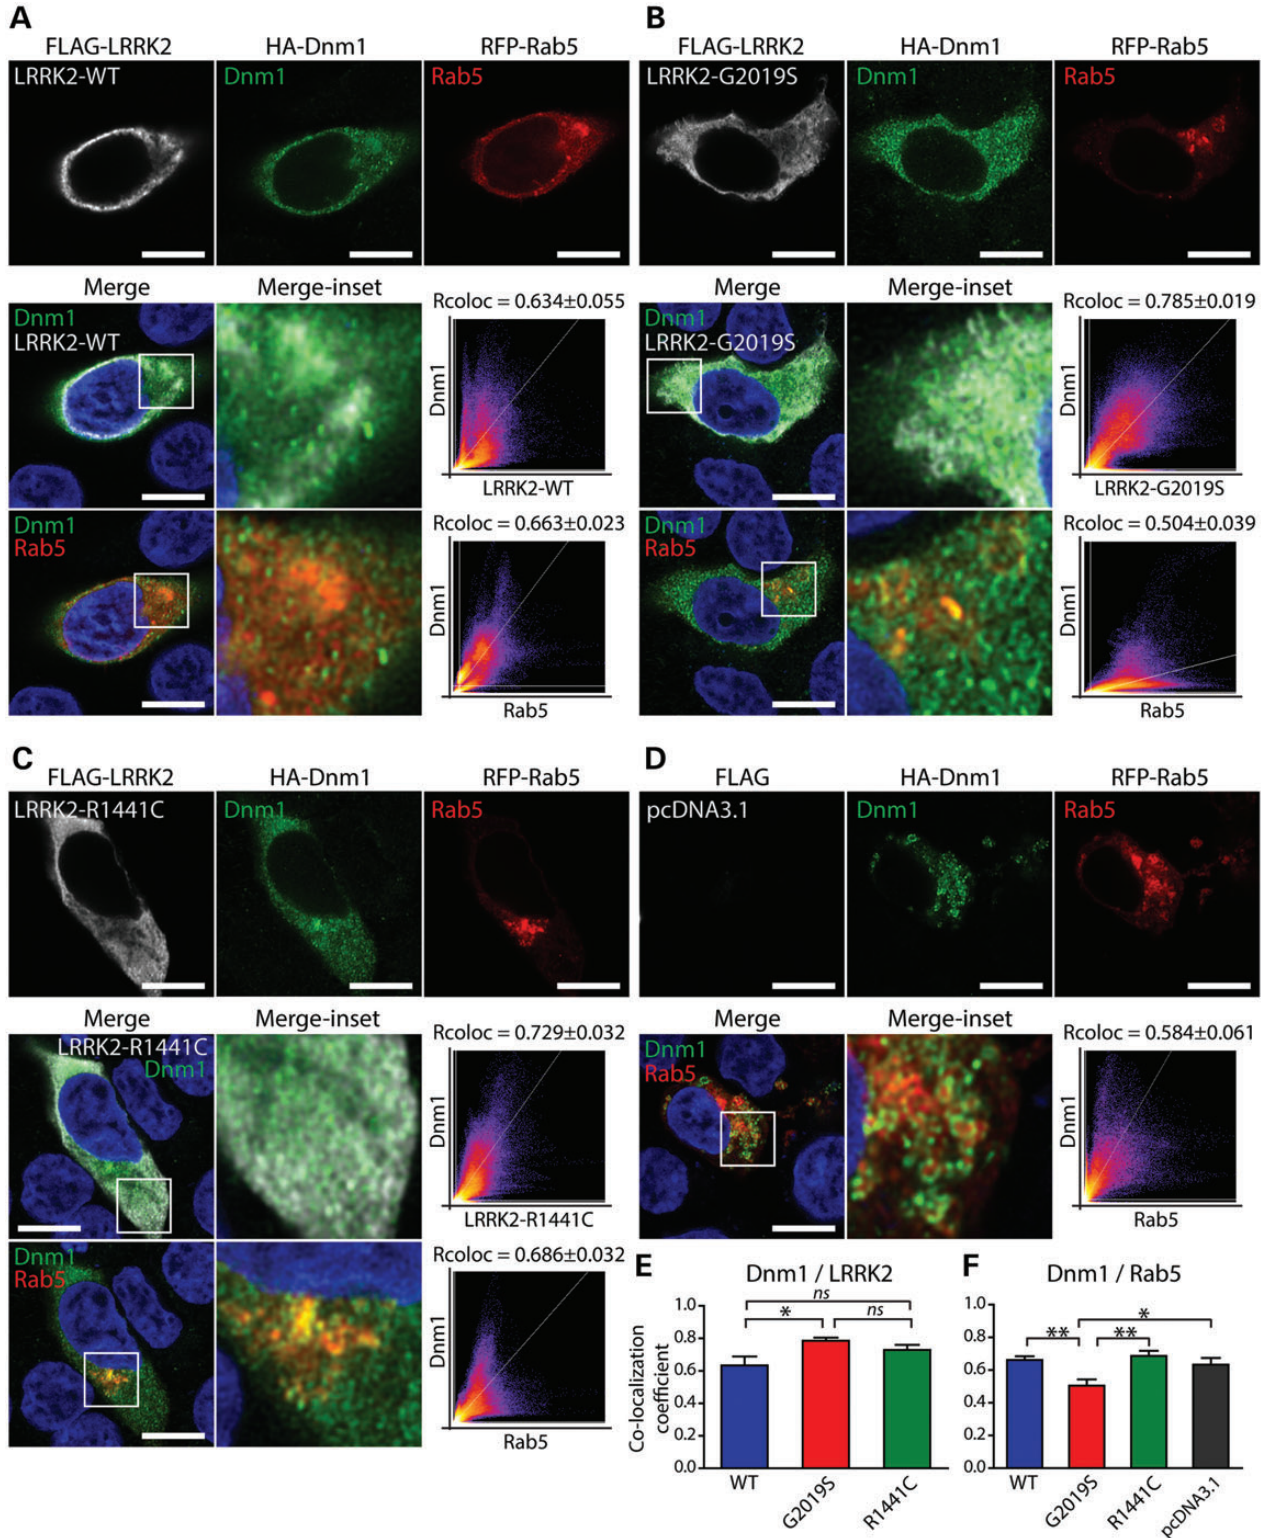 A
FLAG-LRRK2 HA-Dnm1 RFP-Rab5
LRRK2-WT Dnm1 Rab5
Merge Merge-inset Rcoloc = 0.634±0.055
Dnm1
LRRK2-WT
Dnm1
LRRK2-WT
Rcoloc = 0.663±0.023
Dnm1
Rab5
Dnm1
Rab5
B
FLAG-LRRK2 HA-Dnm1 RFP-Rab5
LRRK2-G2019S Dnm1 Rab5
Merge Merge-inset Rcoloc = 0.785±0.019
Dnm1
LRRK2-G2019S
Dnm1
LRRK2-G2019S
Rcoloc = 0.504±0.039
Dnm1
Rab5
Dnm1
Rab5
C
FLAG-LRRK2 HA-Dnm1 RFP-Rab5
LRRK2-R1441C Dnm1 Rab5
Merge Merge-inset Rcoloc = 0.729±0.032
LRRK2-R1441C
Dnm1
Dnm1
LRRK2-R1441C
Rcoloc = 0.686±0.032
Dnm1
Rab5
Dnm1
Rab5
D
FLAG HA-Dnm1 RFP-Rab5
pcDNA3.1 Dnm1 Rab5
Merge Merge-inset Rcoloc = 0.584±0.061
Dnm1
Rab5
Dnm1
Rab5
E
Dnm1 / LRRK2
ns
* ns
Co-localization
coefficient
1.0
0.8
0.6
0.4
0.2
0.0
WT G2019S R1441C
F
Dnm1 / Rab5
*
** **
1.0
0.8
0.6
0.4
0.2
0.0
WT G2019S R1441C pcDNA3.1